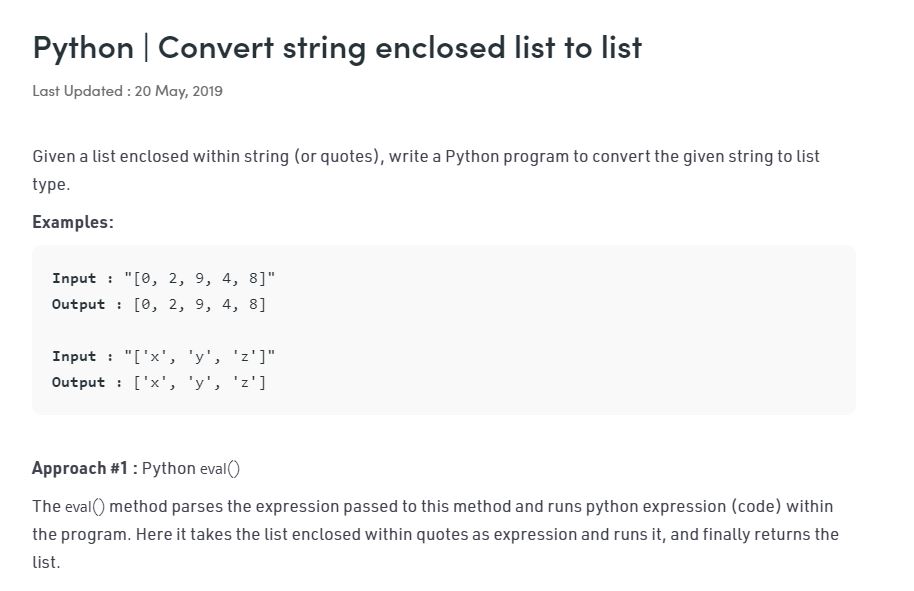 Python | Convert string enclosed list to list
Last Updated : 20 May, 2019
Given a list enclosed within string (or quotes), write a Python program to convert the given string to list
type.
Examples:
Input : "[0, 2, 9, 4, 8]"
Output : [0, 2, 9, 4, 8]
Input : "['x', 'y', 'z']"
Output : ['x', 'y', 'z']
Approach #1 : Python eval()
The eval() method parses the expression passed to this method and runs python expression (code) within
the program. Here it takes the list enclosed within quotes as expression and runs it, and finally returns the
list.